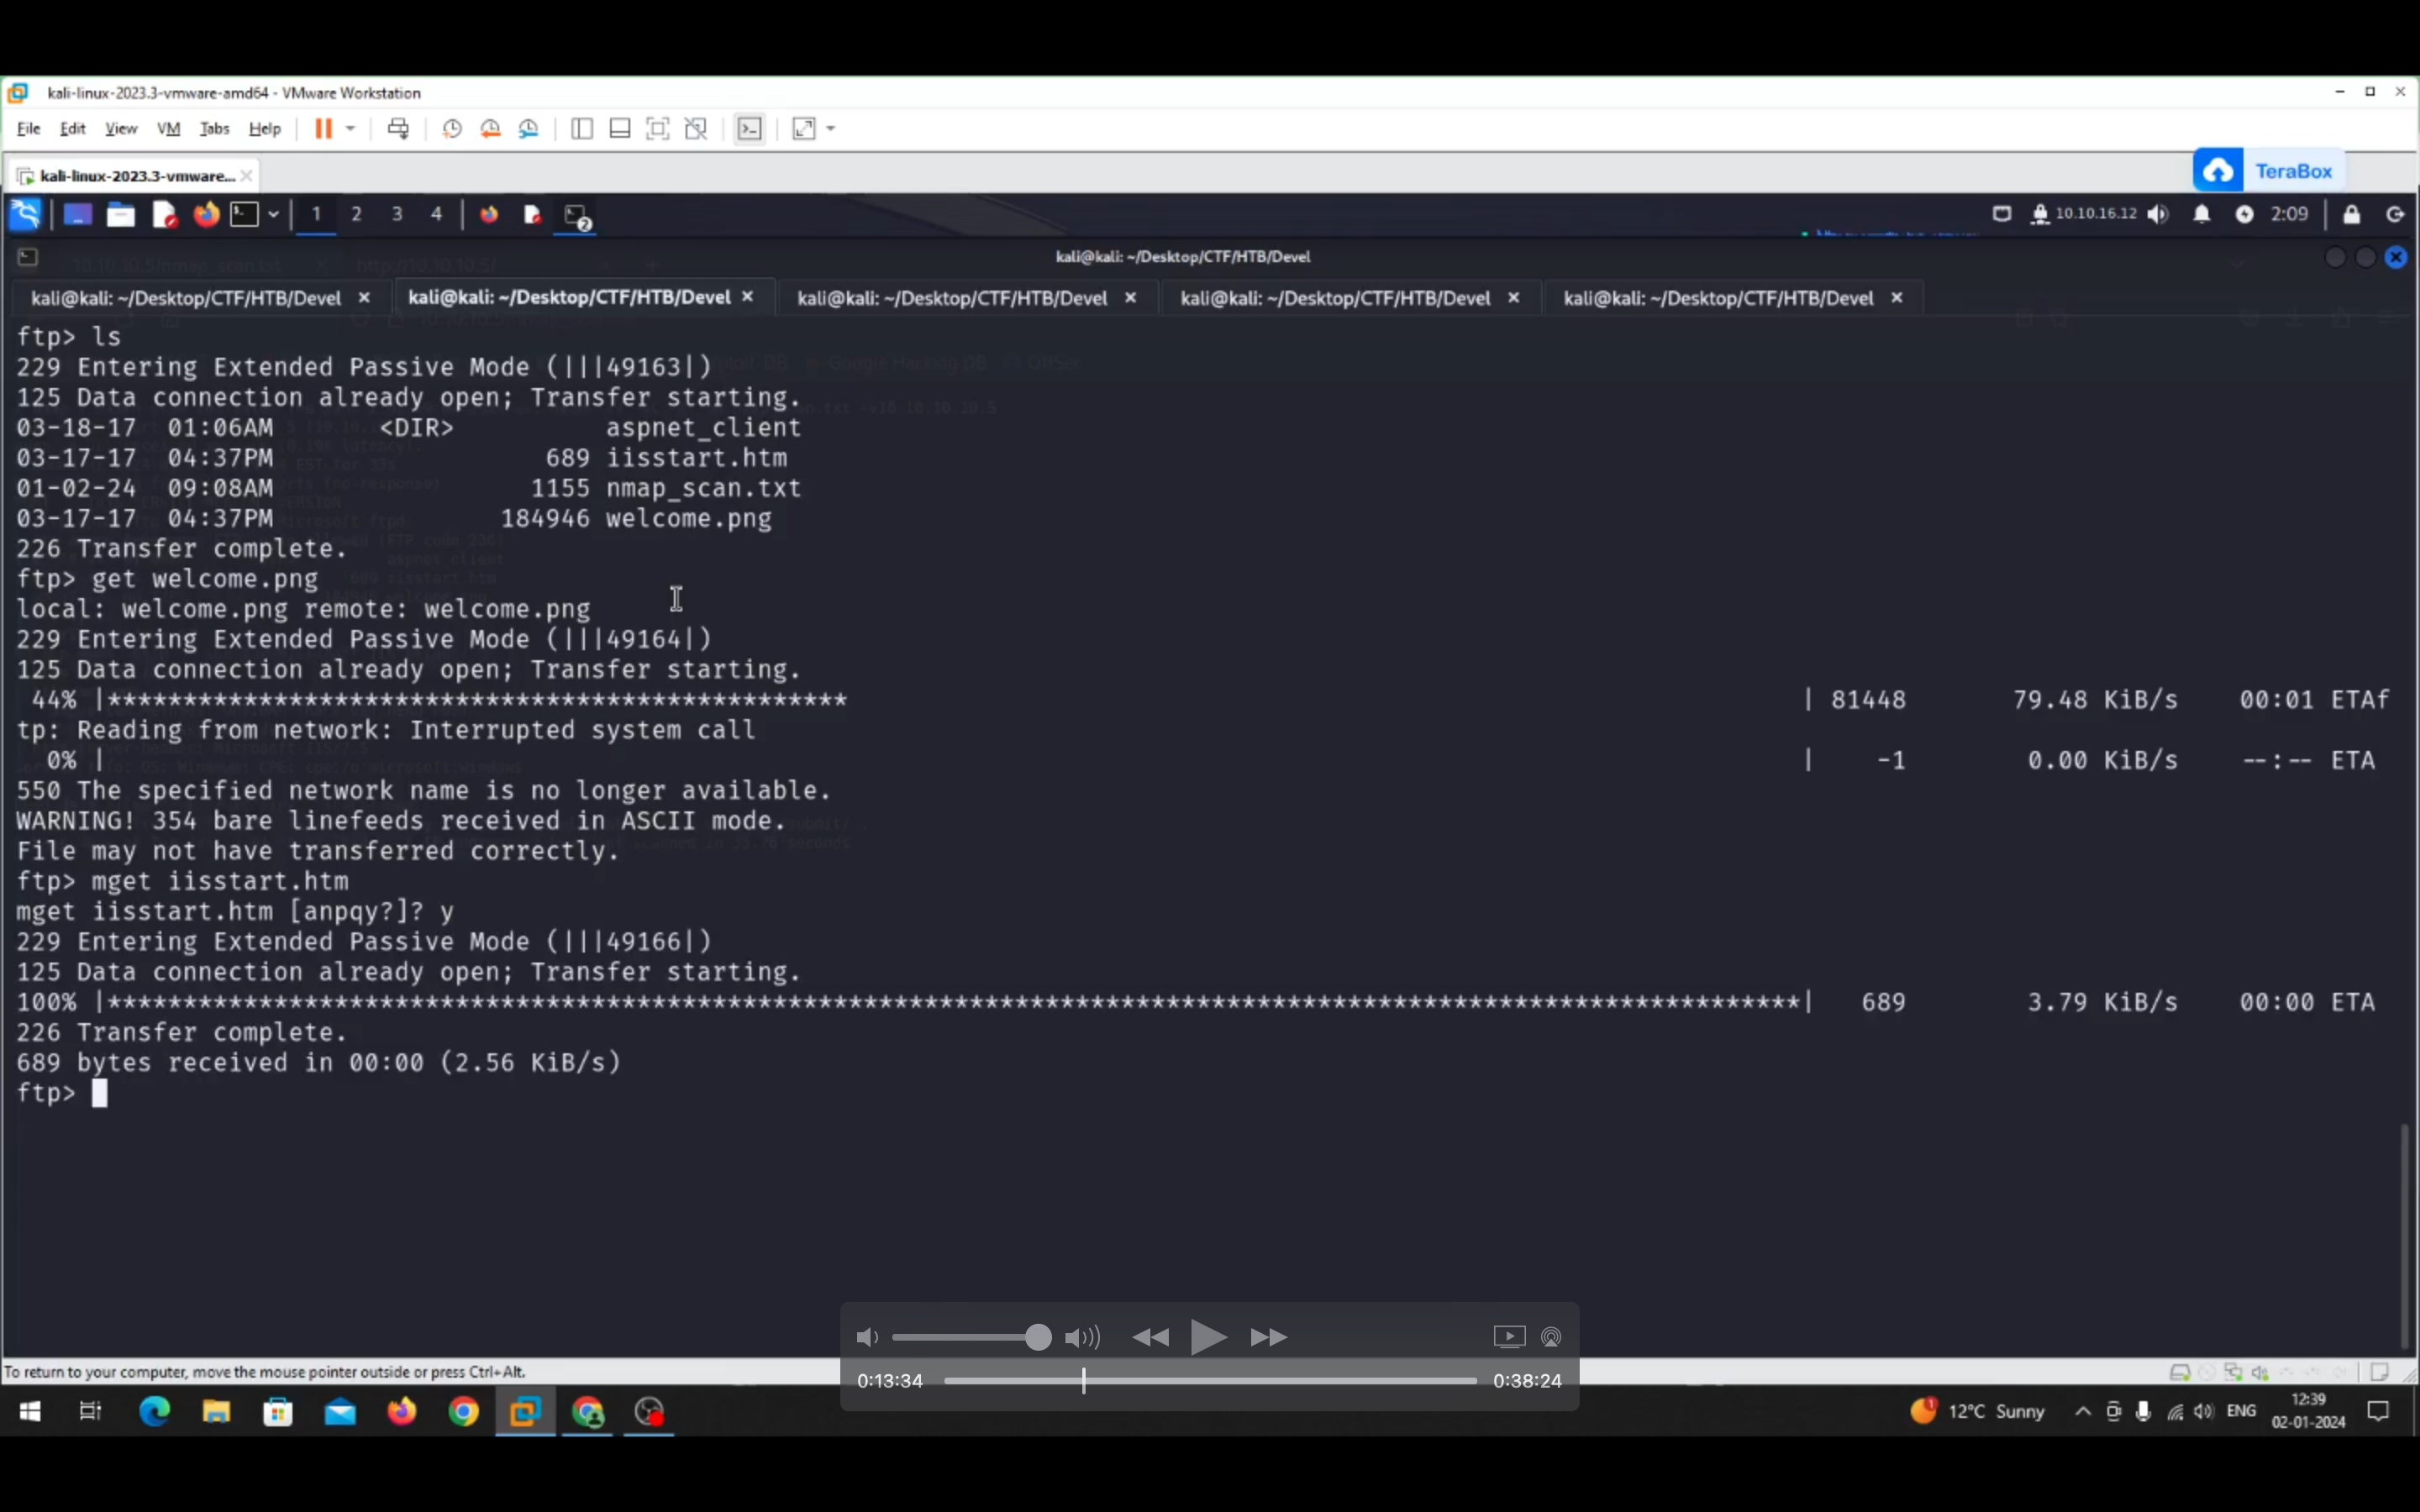 kali-linux-2023.3-vmware-amd64 - VMware Workstation
File Edit View VM Tabs Help
kali-linux-2023.3-vmware...
TeraBox
1 2 3 4 2 10.10.16.12 2:09
kali@kali: ~/Desktop/CTF/HTB/Devel
kali@kali: ~/Desktop/CTF/HTB/Devel kali@kali: ~/Desktop/CTF/HTB/Devel kali@kali: ~/Desktop/CTF/HTB/Devel kali@kali: ~/Desktop/CTF/HTB/Devel kali@kali: ~/Desktop/CTF/HTB/Devel
ftp> ls
229 Entering Extended Passive Mode (|||49163|)
125 Data connection already open; Transfer starting.
03-18-17  01:06AM       <DIR>          aspnet_client
03-17-17  04:37PM                  689 iisstart.htm
01-02-24  09:08AM                 1155 nmap_scan.txt
03-17-17  04:37PM               184946 welcome.png
226 Transfer complete.
ftp> get welcome.png
local: welcome.png remote: welcome.png
229 Entering Extended Passive Mode (|||49164|)
125 Data connection already open; Transfer starting.
44% |************************************************* | 81448 79.48 KiB/s 00:01 ETAf
tp: Reading from network: Interrupted system call
0% | | -1 0.00 KiB/s --:-- ETA
550 The specified network name is no longer available.
WARNING! 354 bare linefeeds received in ASCII mode.
File may not have transferred correctly.
ftp> mget iisstart.htm
mget iisstart.htm [anpqy?]? y
229 Entering Extended Passive Mode (|||49166|)
125 Data connection already open; Transfer starting.
100% |****************************************************************************************************************| 689 3.79 KiB/s 00:00 ETA
226 Transfer complete.
689 bytes received in 00:00 (2.56 KiB/s)
ftp>
To return to your computer, move the mouse pointer outside or press Ctrl+Alt.
0:13:34 0:38:24
12°C Sunny ENG 12:39
02-01-2024